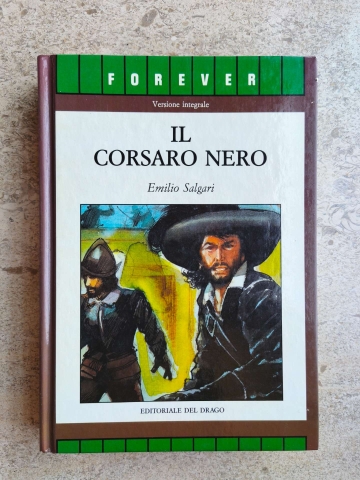 FOREVER
Versione integrale
IL
CORSARO NERO
Emilio Salgari
EDITORIALE DEL DRAGO